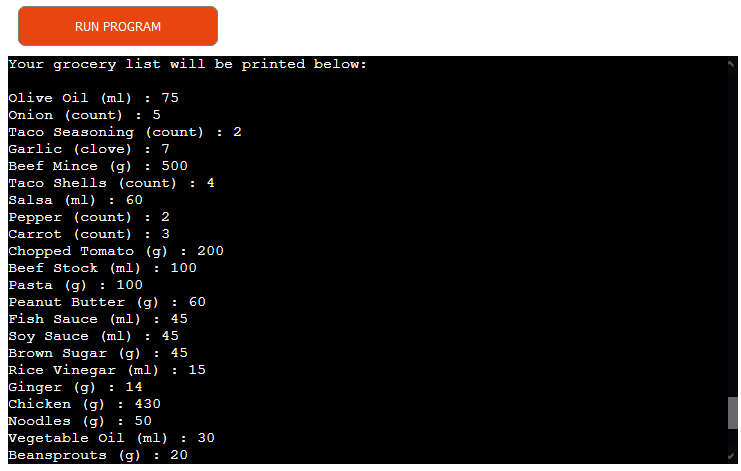 RUN PROGRAM
Your grocery list will be printed below:
Olive Oil (ml) : 75
Onion (count) : 5
Taco Seasoning (count) : 2
Garlic (clove) : 7
Beef Mince (g) : 500
Taco Shells (count) : 4
Salsa (ml) : 60
Pepper (count) : 2
Carrot (count) : 3
Chopped Tomato (g) : 200
Beef Stock (ml) : 100
Pasta (g) : 100
Peanut Butter (g) : 60
Fish Sauce (ml) : 45
Soy Sauce (ml) : 45
Brown Sugar (g) : 45
Rice Vinegar (ml) : 15
Ginger (g) : 14
Chicken (g) : 430
Noodles (g) : 50
Vegetable Oil (ml) : 30
Beansprouts (g) : 20